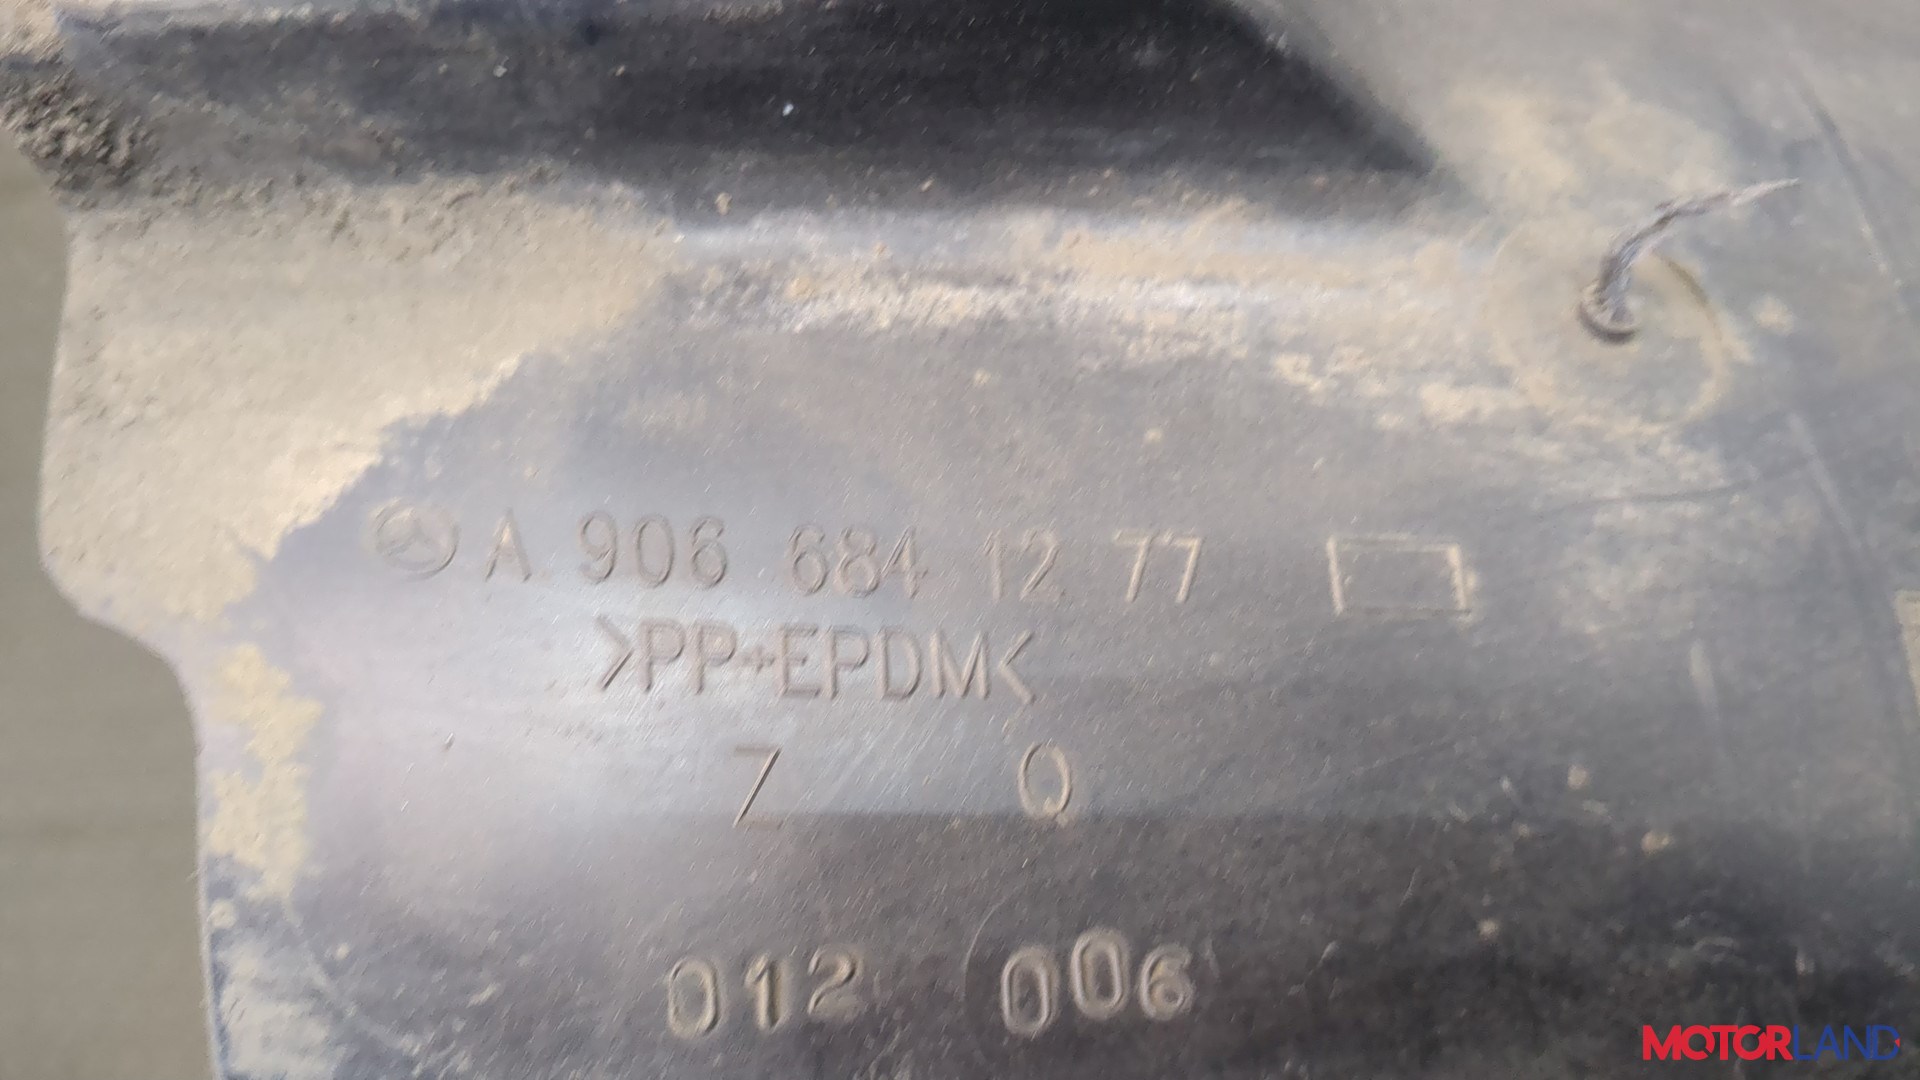 A 906 684 12 77
>PP+EPDM<
Z Q
012 006
MOTORLAND